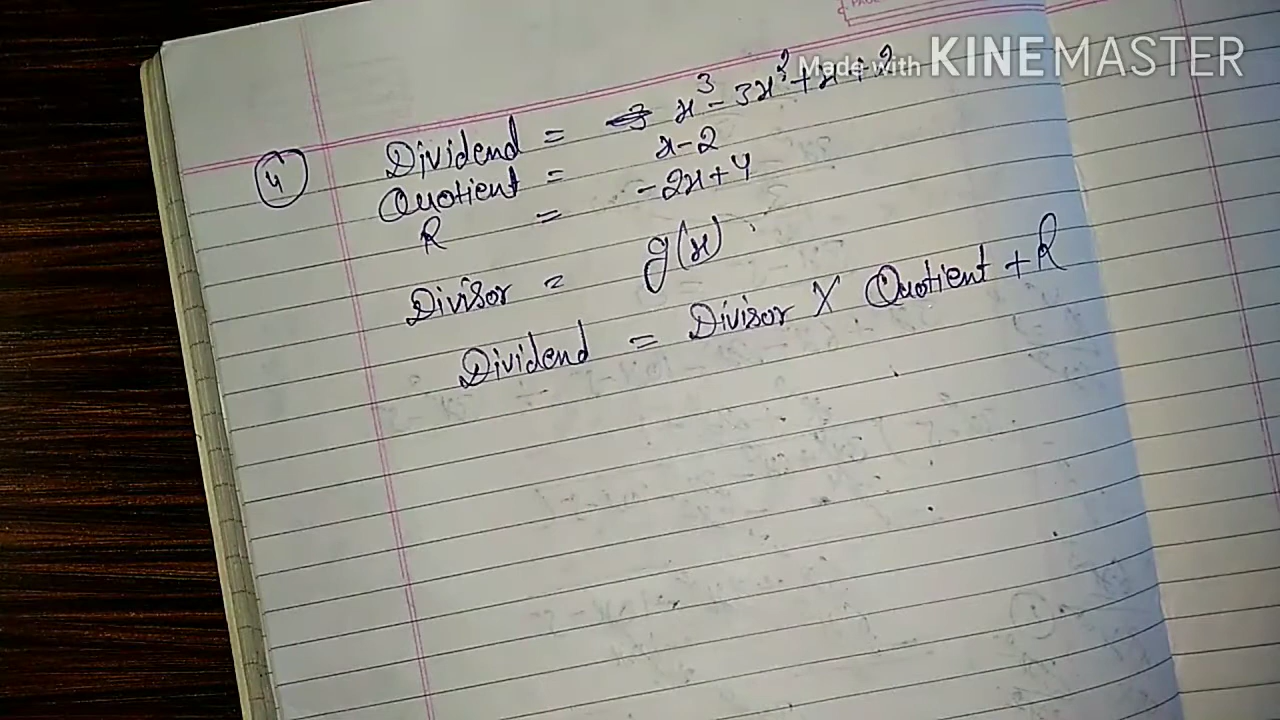 Made with KINEMASTER
4 Dividend = x³ - 3x² + x + 2
Quotient = x-2
R = -2x+4
Divisor = g(x)
Dividend = Divisor X Quotient + R